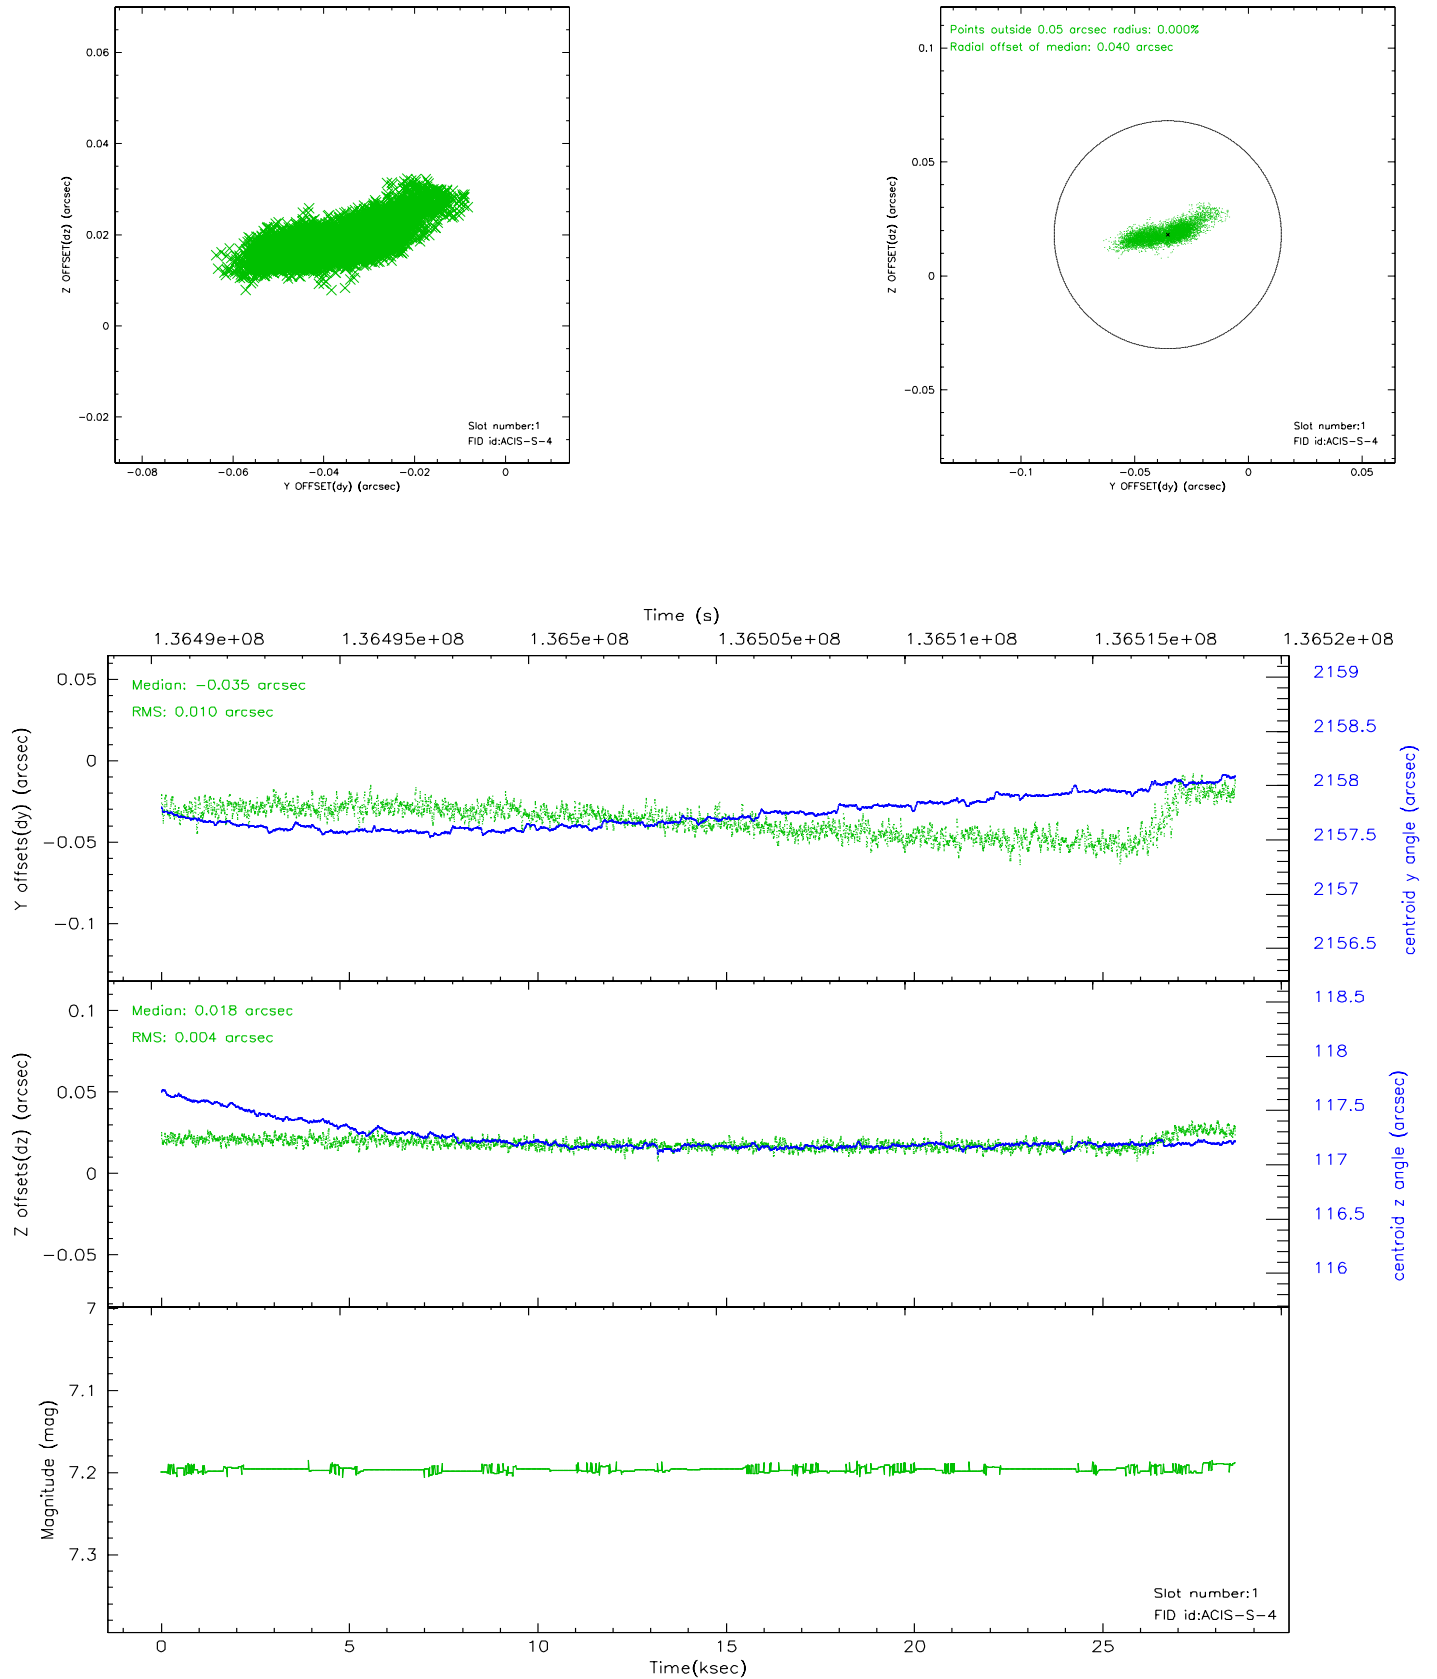 0.06
0.04
0.02
0
−0.02
Z OFFSET(dz) (arcsec)
Slot number:1
FID id:ACIS−S−4
−0.08 −0.06 −0.04 −0.02 0
Y OFFSET(dy) (arcsec)
Points outside 0.05 arcsec radius: 0.000%
Radial offset of median: 0.040 arcsec
0.1
0.05
0
−0.05
Z OFFSET(dz) (arcsec)
Slot number:1
FID id:ACIS−S−4
−0.1 −0.05 0 0.05
Y OFFSET(dy) (arcsec)
Time (s)
1.3649e+08 1.36495e+08 1.365e+08 1.36505e+08 1.3651e+08 1.36515e+08 1.3652e+08
Median: −0.035 arcsec
RMS: 0.010 arcsec
0.05
0
−0.05
−0.1
Y offsets(dy) (arcsec)
2159
2158.5
2158
2157.5
2157
2156.5
centroid y angle (arcsec)
Median: 0.018 arcsec
RMS: 0.004 arcsec
0.1
0.05
0
−0.05
Z offsets(dz) (arcsec)
118.5
118
117.5
117
116.5
116
centroid z angle (arcsec)
7
7.1
7.2
7.3
Magnitude (mag)
Slot number:1
FID id:ACIS−S−4
0 5 10 15 20 25
Time(ksec)